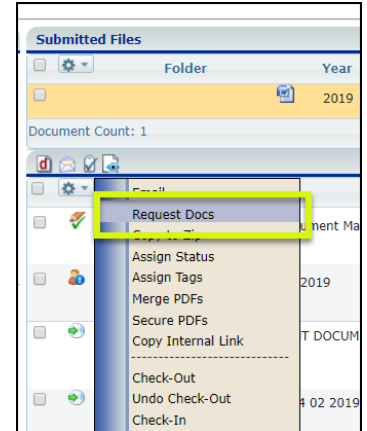 Submitted Files
Folder Year
2019
Document Count: 1
Email
Request Docs
Copy to Zip
ument Ma
Assign Status
Assign Tags
2019
Merge PDFs
Secure PDFs
Copy Internal Link
T DOCUM
---------------------------
Check-Out
Undo Check-Out
4 02 2019
Check-In